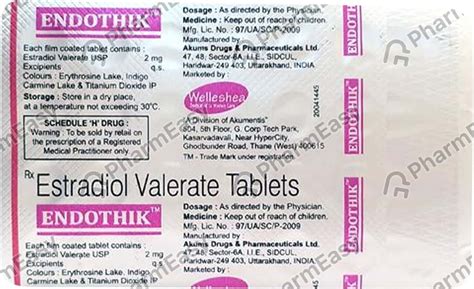 ENDOTHIK™
Each film coated tablet contains :
Estradiol Valerate USP 2 mg
Excipients q.s.
Colours : Erythrosine Lake, Indigo
Carmine Lake & Titanium Dioxide IP
Storage : Store in a dry place,
at a temperature not exceeding 30°C.
SCHEDULE 'H' DRUG :
Warning : To be sold by retail on
the prescription of a Registered
Medical Practitioner only.
Dosage : As directed by the Physician.
Medicine : Keep out of reach of children.
Mfg. Lic. No. : 97/UA/SC/P-2009
Manufactured by :
Akums Drugs & Pharmaceuticals Ltd.
47, 48, Sector-6A, I.I.E., SIDCUL,
Haridwar-249 403, Uttarakhand, INDIA.
Marketed by :
Welleshea
'A Division of Akumentis'
804, 5th Floor, G. Corp Tech Park,
Kasarvadavali, Near HyperCity,
Ghodbunder Road, Thane (West) 400615
TM - Trade Mark under registration.
20041445
ENDOTHIK
Rx
Estradiol Valerate Tablets
ENDOTHIK™
Each film coated tablet contains :
Estradiol Valerate USP 2 mg
Excipients q.s.
Colours : Erythrosine Lake, Indigo
Carmine Lake & Titanium Dioxide IP
Dosage : As directed by the Physician.
Medicine : Keep out of reach of children.
Mfg. Lic. No. : 97/UA/SC/P-2009
Manufactured by :
Akums Drugs & Pharmaceuticals Ltd.
47, 48, Sector-6A, I.I.E., SIDCUL,
Haridwar-249 403, Uttarakhand, INDIA.
Marketed by :
ENDOTHIK
PharmEasy